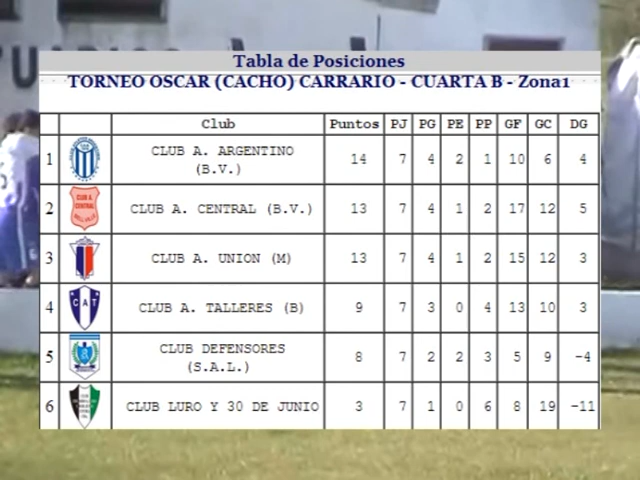 Tabla de Posiciones
TORNEO OSCAR (CACHO) CARRARIO - CUARTA B - Zona1
Club Puntos PJ PG PE PP GF GC DG
1 CLUB A. ARGENTINO (B.V.) 14 7 4 2 1 10 6 4
2 CLUB A. CENTRAL (B.V.) 13 7 4 1 2 17 12 5
3 CLUB A. UNION (M) 13 7 4 1 2 15 12 3
4 CAT CLUB A. TALLERES (B) 9 7 3 0 4 13 10 3
5 CLUB DEFENSORES (S.A.L.) 8 7 2 2 3 5 9 -4
6 CLUB LURO Y 30 DE JUNIO 3 7 1 0 6 8 19 -11